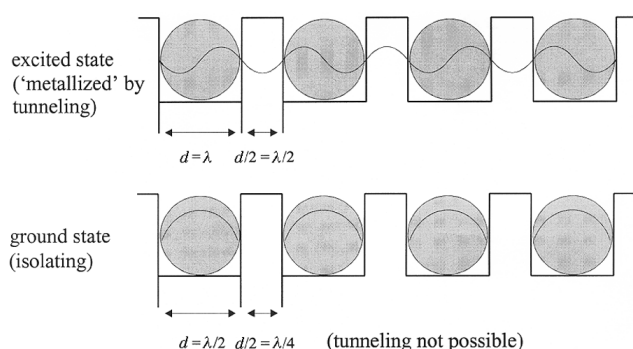 excited state
('metallized' by
tunneling)
d = λ d/2 = λ/2
ground state
(isolating)
d = λ/2 d/2 = λ/4 (tunneling not possible)